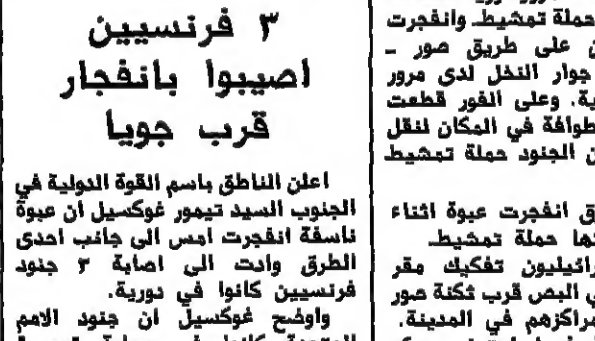 ٣ فرنسيين
اصيبوا بانفجار
قرب جويا
اعلن الناطق باسم القوة الدولية في
الجنوب السيد تيمور غوكسيل ان عبوة
ناسفة انفجرت امس الى جانب احدى
الطرق وادت الى اصابة ٣ جنود
فرنسيين كانوا في دورية.
واوضح غوكسيل ان جنود الامم
حملة تمشيط. وانفجرت
على طريق صور -
جوار النخل لدى مرور
وعلى الفور قطعت
طوافة في المكان لنقل
الجنود حملة تمشيط
انفجرت عبوة اثناء
حملة تمشيط.
تفكيك مقر
البص قرب ثكنة صور
مراكزهم في المدينة.